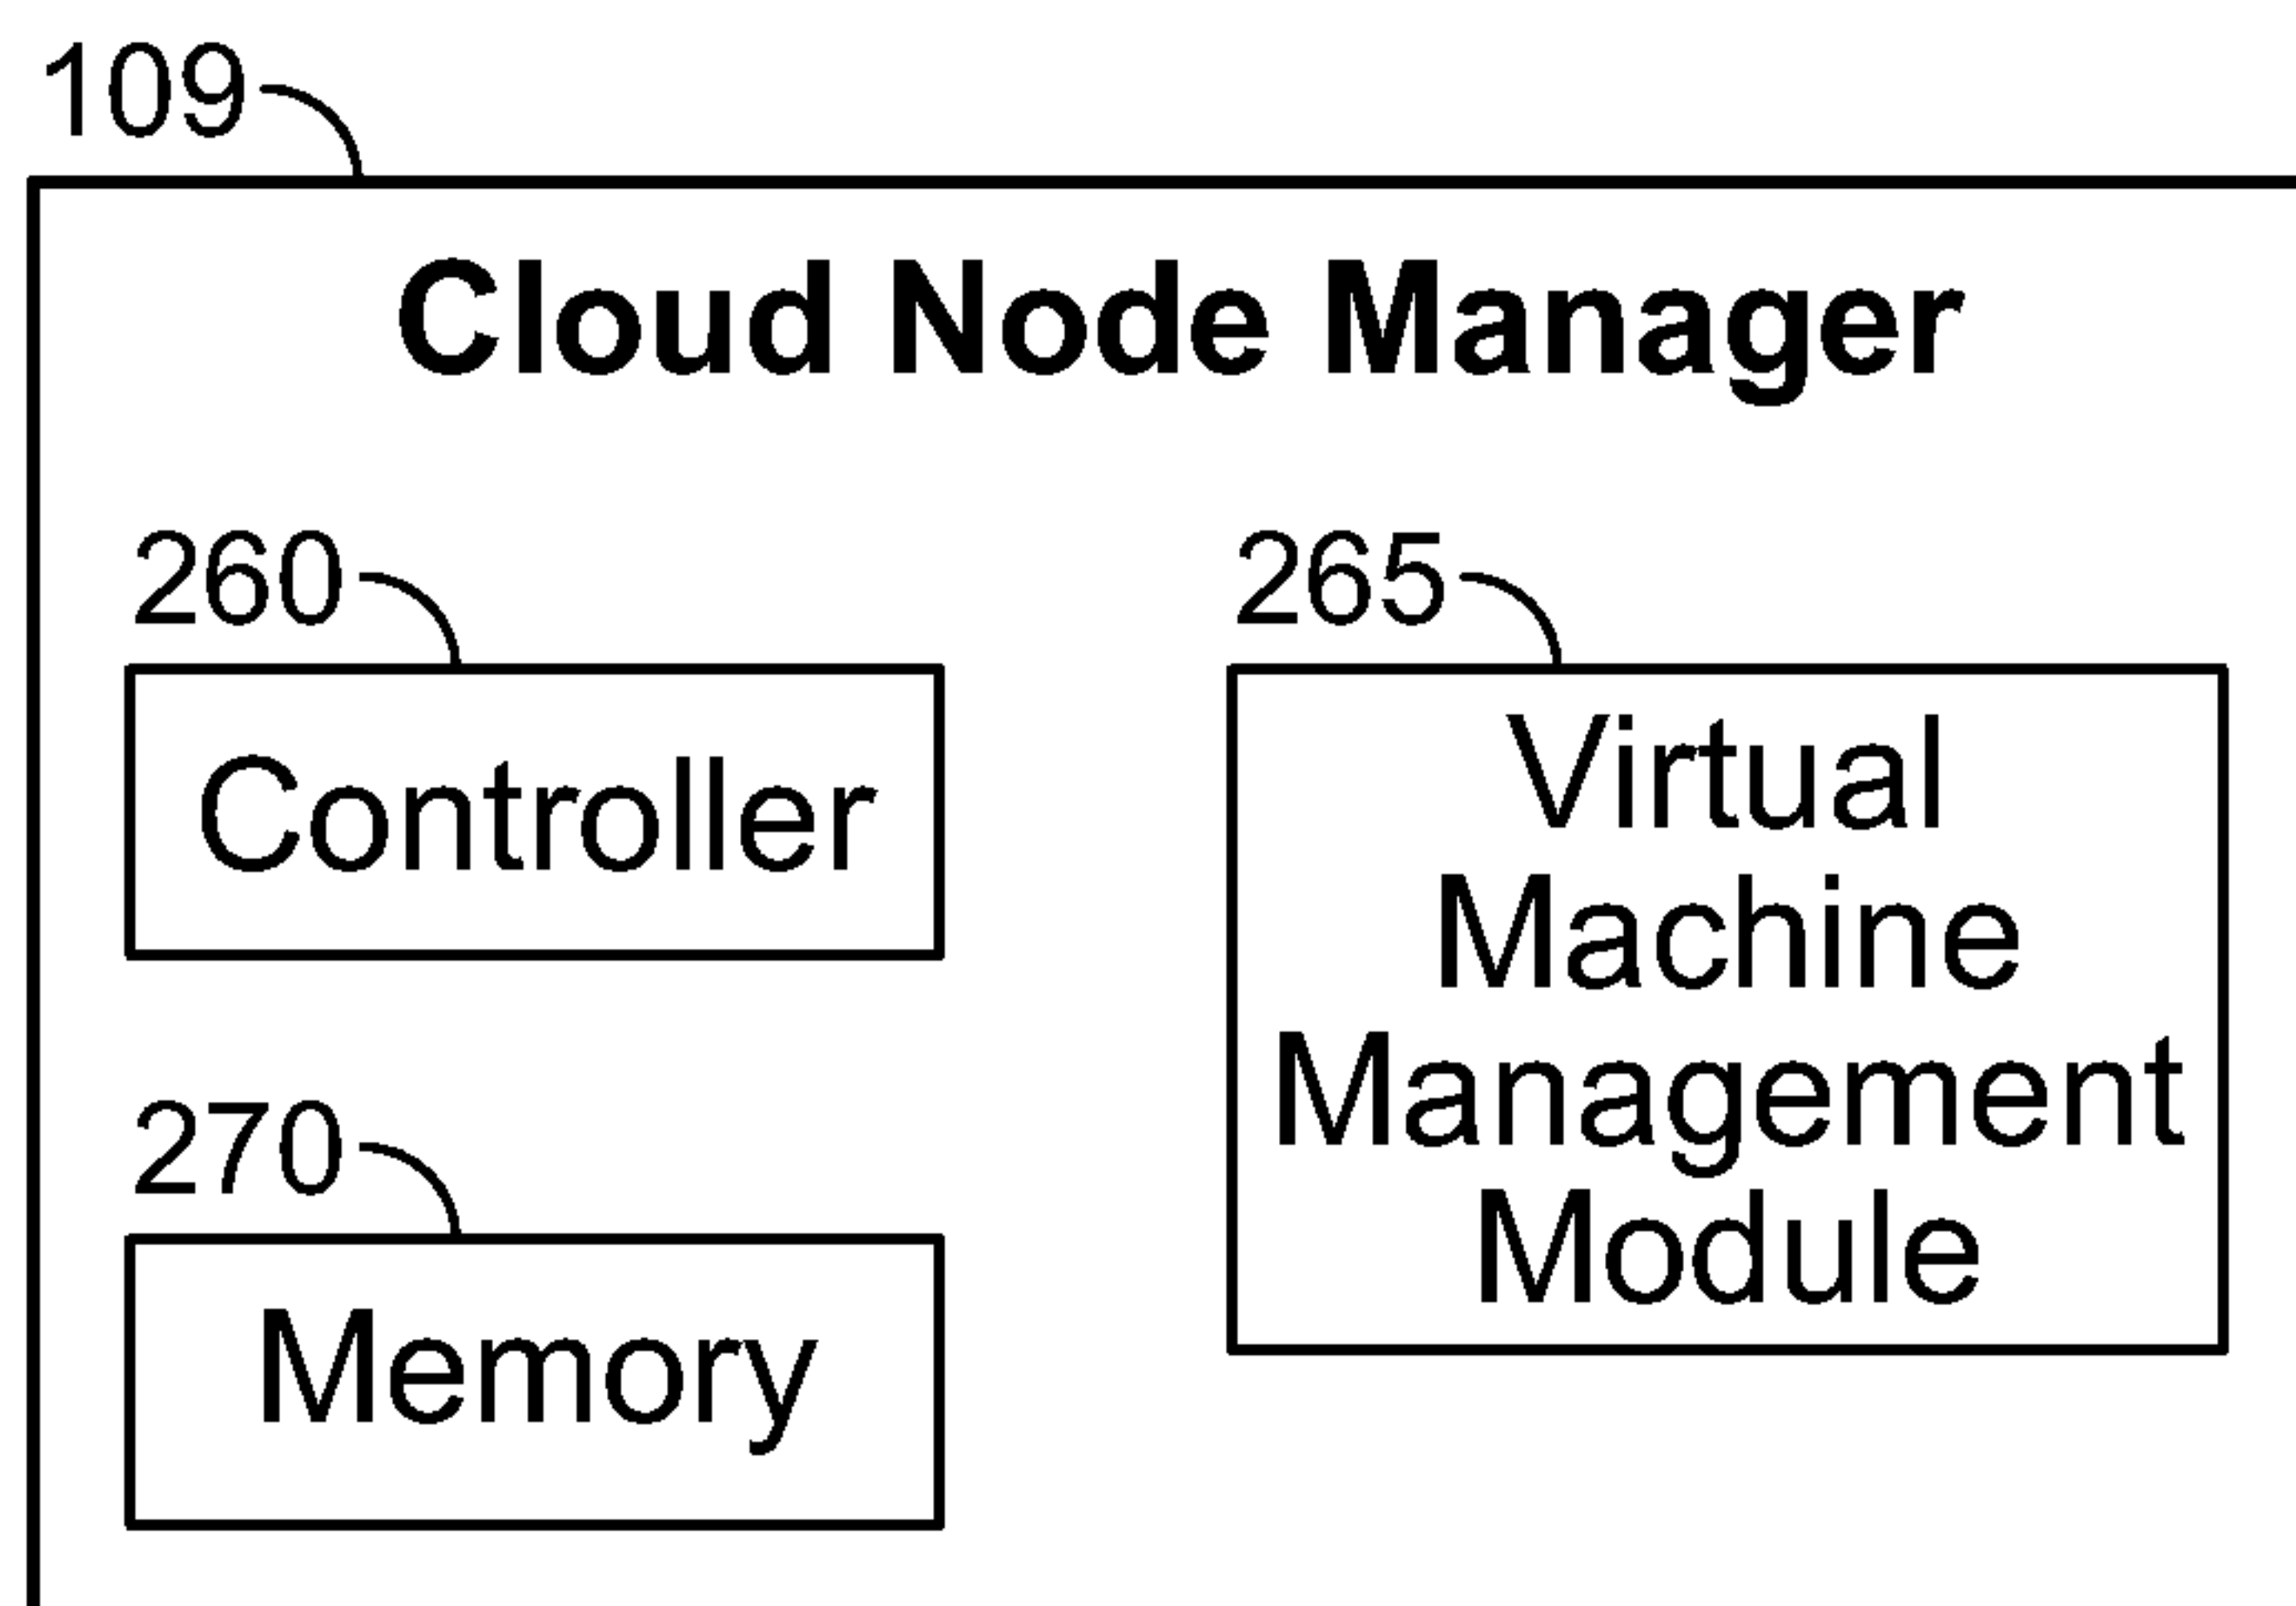 109
Cloud Node Manager
260
Controller
265
Virtual
Machine
Management
Module
270
Memory